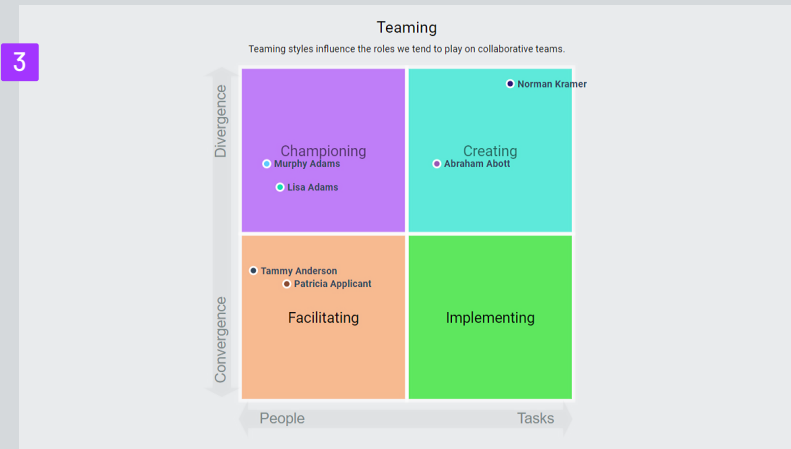 Teaming
Teaming styles influence the roles we tend to play on collaborative teams.
3
Divergence
Norman Kramer
Championing
Creating
Murphy Adams
Abraham Abott
Lisa Adams
Tammy Anderson
Patricia Applicant
Convergence
Facilitating
Implementing
People
Tasks